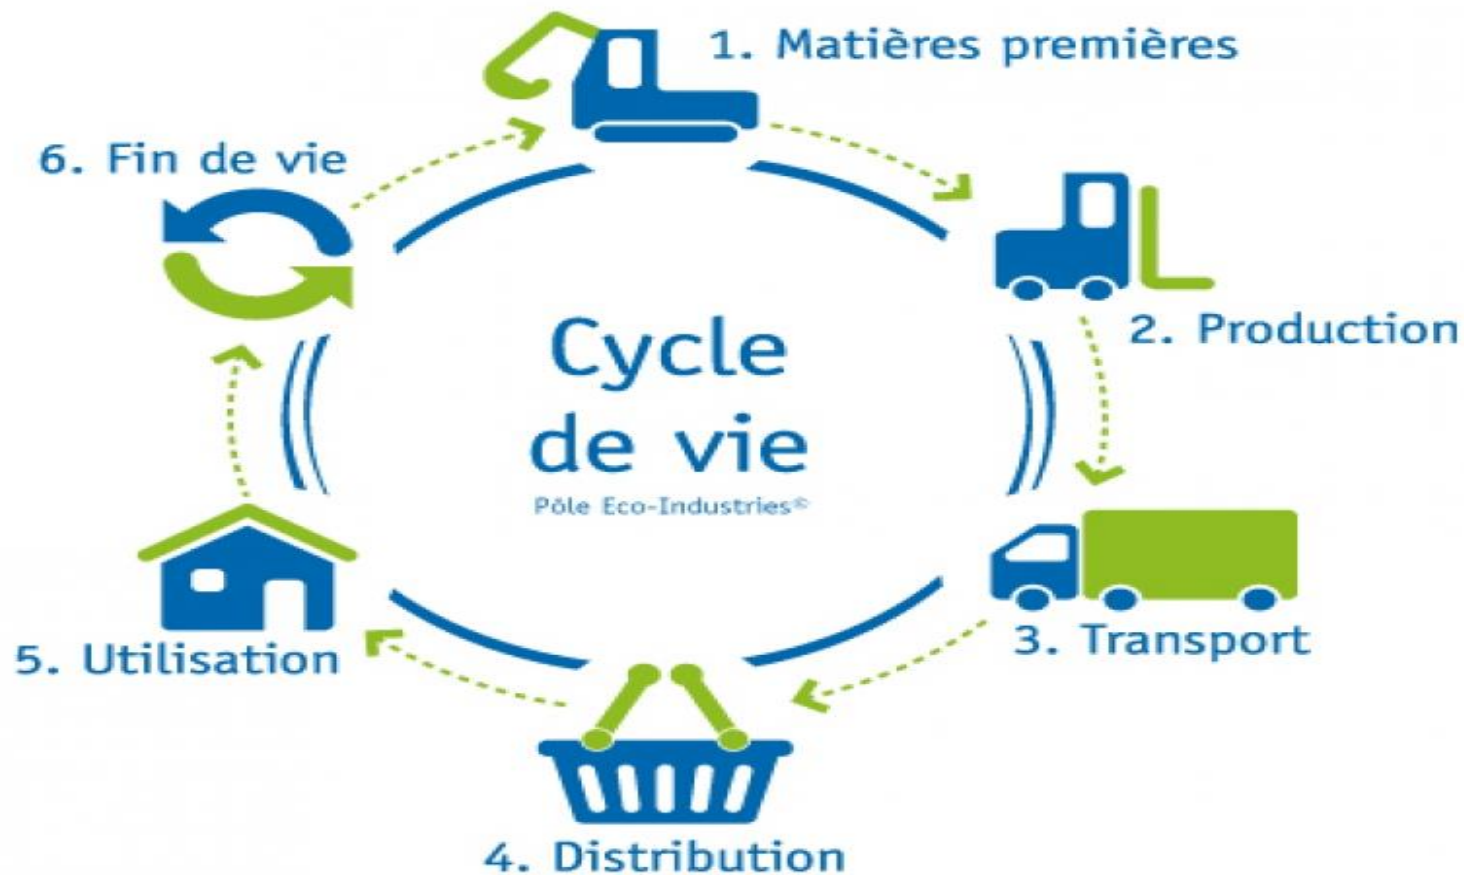 1. Matières premières
6. Fin de vie
2. Production
Cycle
de vie
Pôle Eco-Industries©
3. Transport
5. Utilisation
4. Distribution